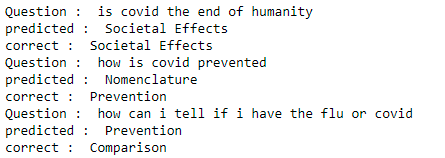 Question :  is covid the end of humanity
predicted :  Societal Effects
correct :  Societal Effects
Question :  how is covid prevented
predicted :  Nomenclature
correct :  Prevention
Question :  how can i tell if i have the flu or covid
predicted :  Prevention
correct :  Comparison